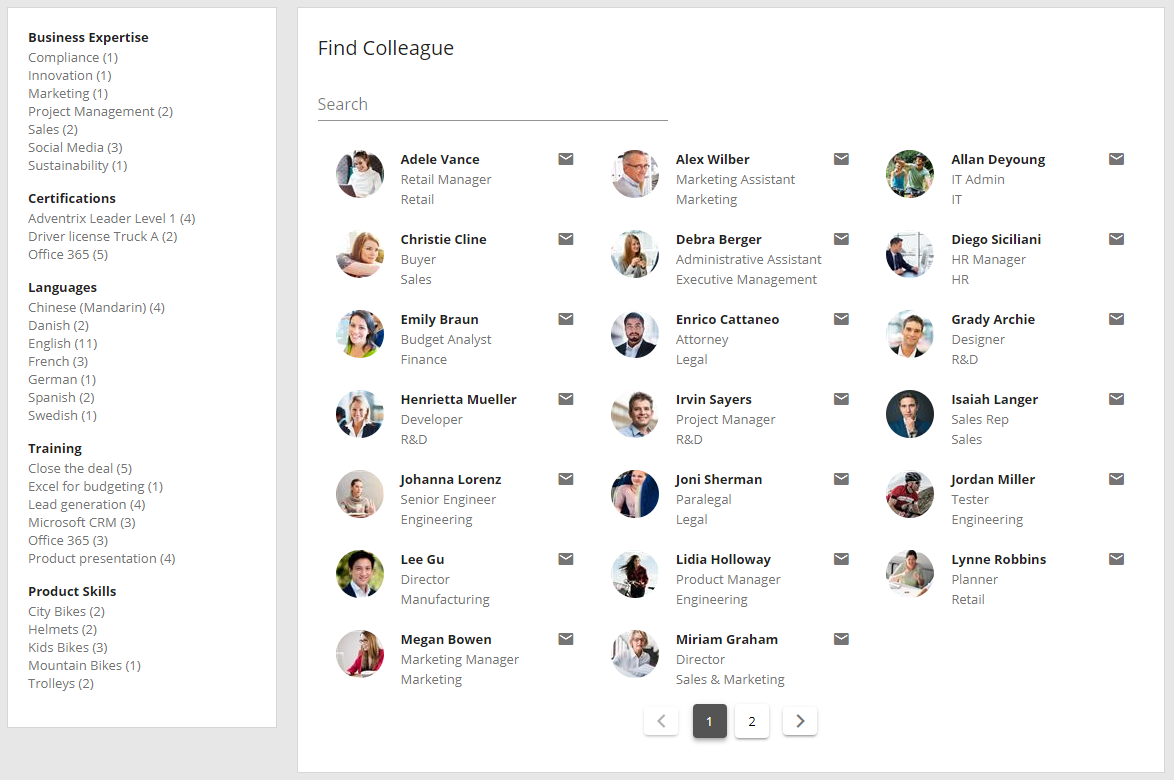 Business Expertise
Compliance (1)
Innovation (1)
Marketing (1)
Project Management (2)
Sales (2)
Social Media (3)
Sustainability (1)
Certifications
Adventrix Leader Level 1 (4)
Driver license Truck A (2)
Office 365 (5)
Languages
Chinese (Mandarin) (4)
Danish (2)
English (11)
French (3)
German (1)
Spanish (2)
Swedish (1)
Training
Close the deal (5)
Excel for budgeting (1)
Lead generation (4)
Microsoft CRM (3)
Office 365 (3)
Product presentation (4)
Product Skills
City Bikes (2)
Helmets (2)
Kids Bikes (3)
Mountain Bikes (1)
Trolleys (2)
Find Colleague
Search
Adele Vance
Retail Manager
Retail
Alex Wilber
Marketing Assistant
Marketing
Allan Deyoung
IT Admin
IT
Christie Cline
Buyer
Sales
Debra Berger
Administrative Assistant
Executive Management
Diego Siciliani
HR Manager
HR
Emily Braun
Budget Analyst
Finance
Enrico Cattaneo
Attorney
Legal
Grady Archie
Designer
R&D
Henrietta Mueller
Developer
R&D
Irvin Sayers
Project Manager
R&D
Isaiah Langer
Sales Rep
Sales
Johanna Lorenz
Senior Engineer
Engineering
Joni Sherman
Paralegal
Legal
Jordan Miller
Tester
Engineering
Lee Gu
Director
Manufacturing
Lidia Holloway
Product Manager
Engineering
Lynne Robbins
Planner
Retail
Megan Bowen
Marketing Manager
Marketing
Miriam Graham
Director
Sales & Marketing
1 2